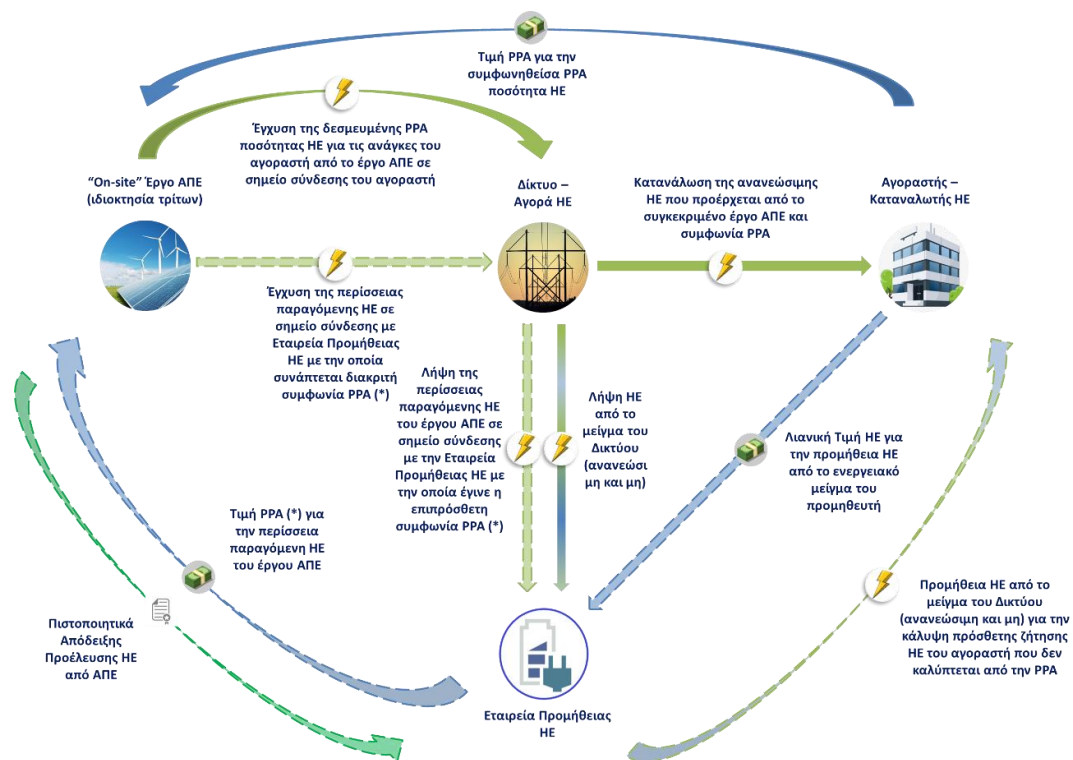 Τιμή PPA για την
συμφωνηθείσα PPA
ποσότητα ΗΕ
Έγχυση της δεσμευμένης PPA
ποσότητας ΗΕ για τις ανάγκες του
αγοραστή από το έργο ΑΠΕ σε
σημείο σύνδεσης του αγοραστή
“On-site” Έργο ΑΠΕ
(ιδιοκτησία τρίτων)
Δίκτυο –
Αγορά ΗΕ
Κατανάλωση της ανανεώσιμης
ΗΕ που προέρχεται από το
συγκεκριμένο έργο ΑΠΕ και
συμφωνία PPA
Αγοραστής –
Καταναλωτής ΗΕ
Έγχυση της περίσσειας
παραγόμενης ΗΕ σε
σημείο σύνδεσης με
Εταιρεία Προμήθειας
ΗΕ με την οποία
συνάπτεται διακριτή
συμφωνία PPA (*)
Λήψη της
περίσσειας
παραγόμενης ΗΕ
του έργου ΑΠΕ σε
σημείο σύνδεσης
με την Εταιρεία
Προμήθειας ΗΕ με
την οποία έγινε η
επιπρόσθετη
συμφωνία PPA (*)
Λήψη ΗΕ
από το
μείγμα του
Δικτύου
(ανανεώσι
μη και μη)
Λιανική Τιμή ΗΕ για
την προμήθεια ΗΕ
από το ενεργειακό
μείγμα του
προμηθευτή
Τιμή PPA (*) για
την περίσσεια
παραγόμενη ΗΕ
του έργου ΑΠΕ
Πιστοποιητικά
Απόδειξης
Προέλευσης ΗΕ
από ΑΠΕ
Προμήθεια ΗΕ από το
μείγμα του Δικτύου
(ανανεώσιμη και μη) για την
κάλυψη πρόσθετης ζήτησης
ΗΕ του αγοραστή που δεν
καλύπτεται από την PPA
Εταιρεία Προμήθειας
ΗΕ